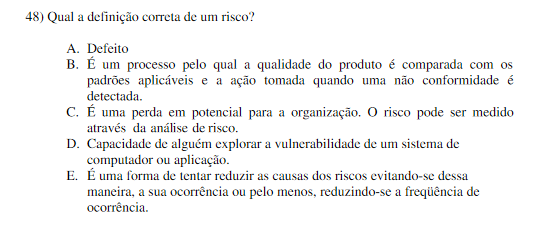 48) Qual a definição correta de um risco?
A. Defeito
B. É um processo pelo qual a qualidade do produto é comparada com os
padrões aplicáveis e a ação tomada quando uma não conformidade é
detectada.
C. É uma perda em potencial para a organização. O risco pode ser medido
através da análise de risco.
D. Capacidade de alguém explorar a vulnerabilidade de um sistema de
computador ou aplicação.
E. É uma forma de tentar reduzir as causas dos riscos evitando-se dessa
maneira, a sua ocorrência ou pelo menos, reduzindo-se a freqüência de
ocorrência.